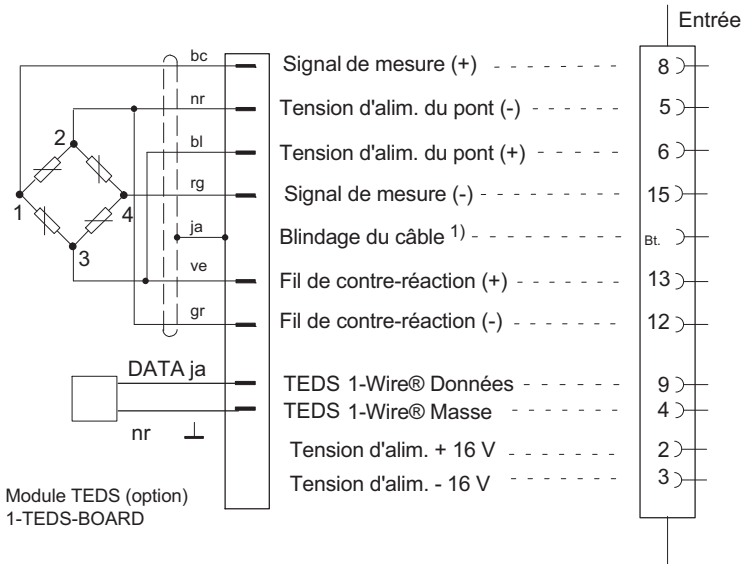 Entrée
bc Signal de mesure (+) 8
nr Tension d'alim. du pont (-) 5
2
bl Tension d'alim. du pont (+) 6
rg Signal de mesure (-) 15
1 4
ja Blindage du câble 1) Bt.
3
ve Fil de contre-réaction (+) 13
gr Fil de contre-réaction (-) 12
DATA ja TEDS 1-Wire® Données 9
TEDS 1-Wire® Masse 4
nr
Tension d'alim. + 16 V 2
Tension d'alim. - 16 V 3
Module TEDS (option)
1-TEDS-BOARD